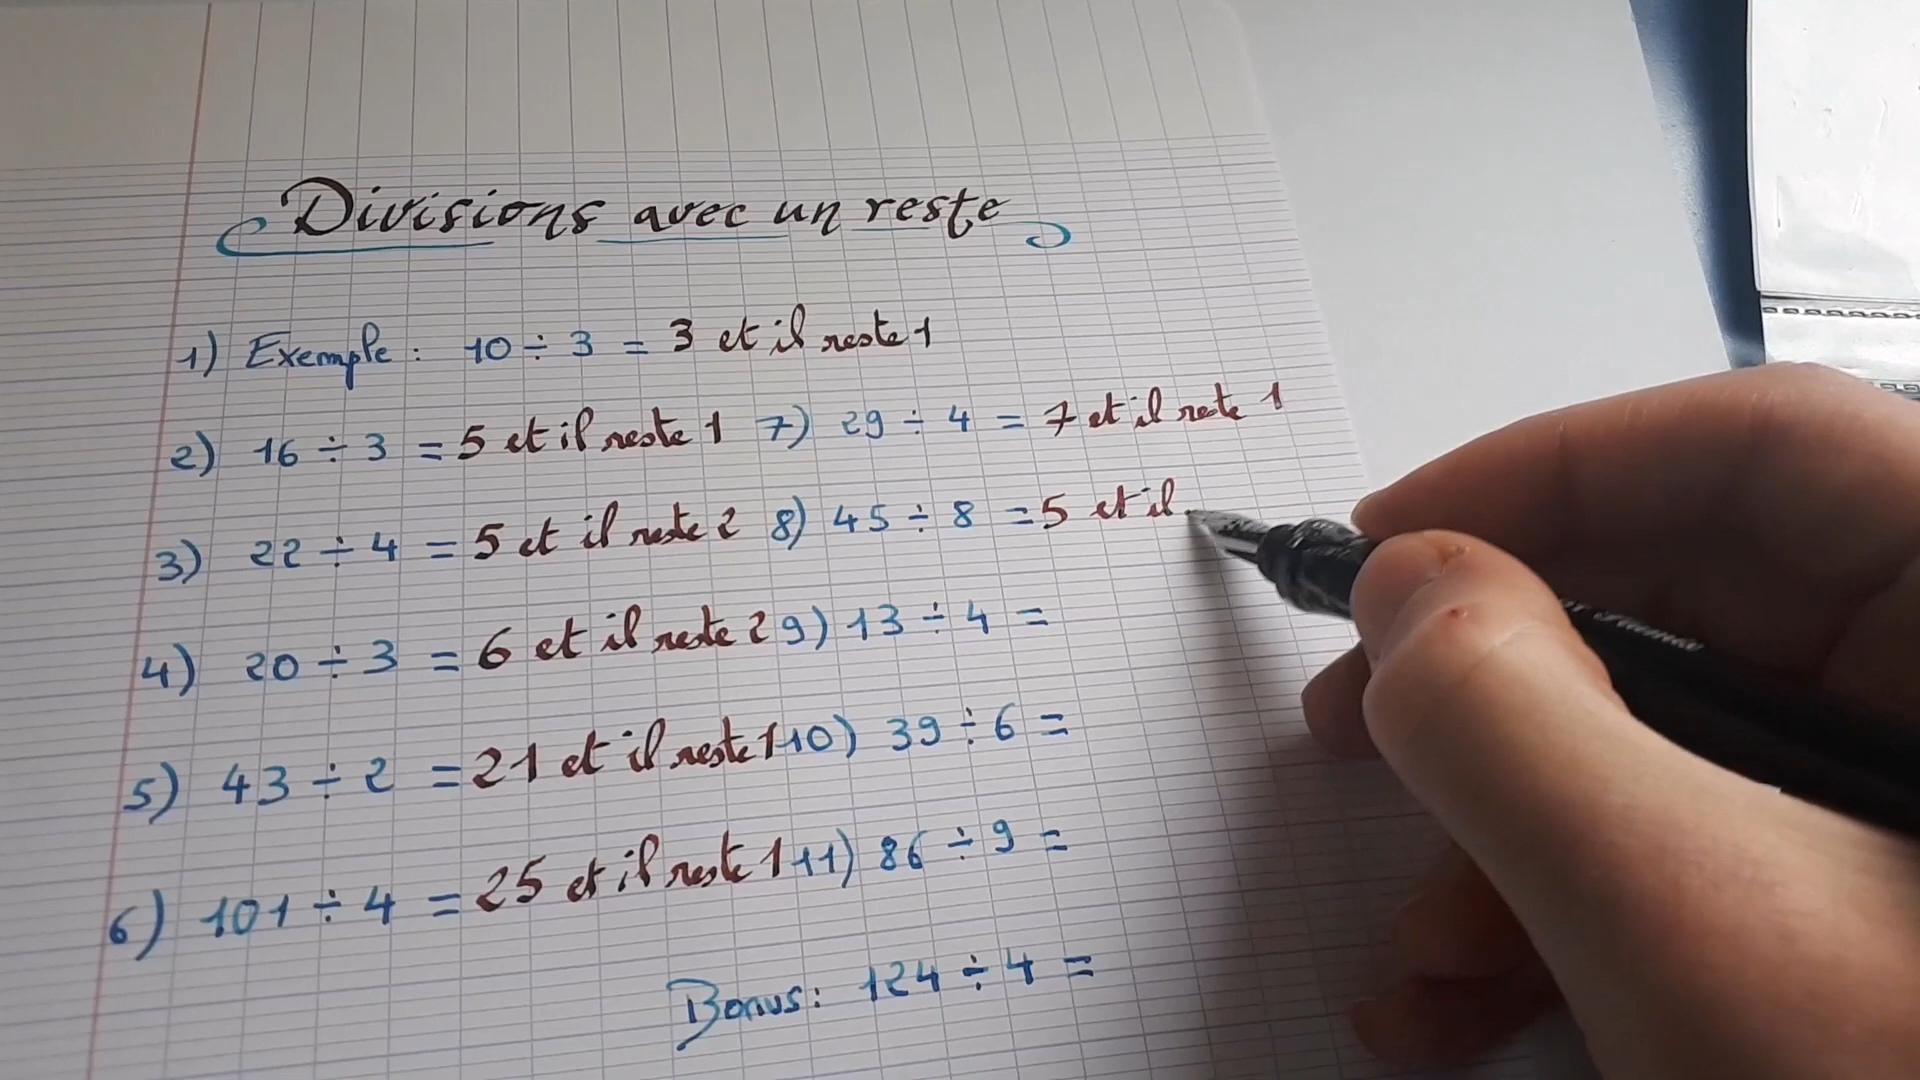 Divisions avec un reste
1) Exemple : 10 ÷ 3 = 3 et il reste 1
2) 16 ÷ 3 = 5 et il reste 1 7) 29 ÷ 4 = 7 et il reste 1
3) 22 ÷ 4 = 5 et il reste 2 8) 45 ÷ 8 = 5 et il
4) 20 ÷ 3 = 6 et il reste 2 9) 13 ÷ 4 =
5) 43 ÷ 2 = 21 et il reste 1 10) 39 ÷ 6 =
6) 101 ÷ 4 = 25 et il reste 1 11) 86 ÷ 9 =
Bonus : 124 ÷ 4 =